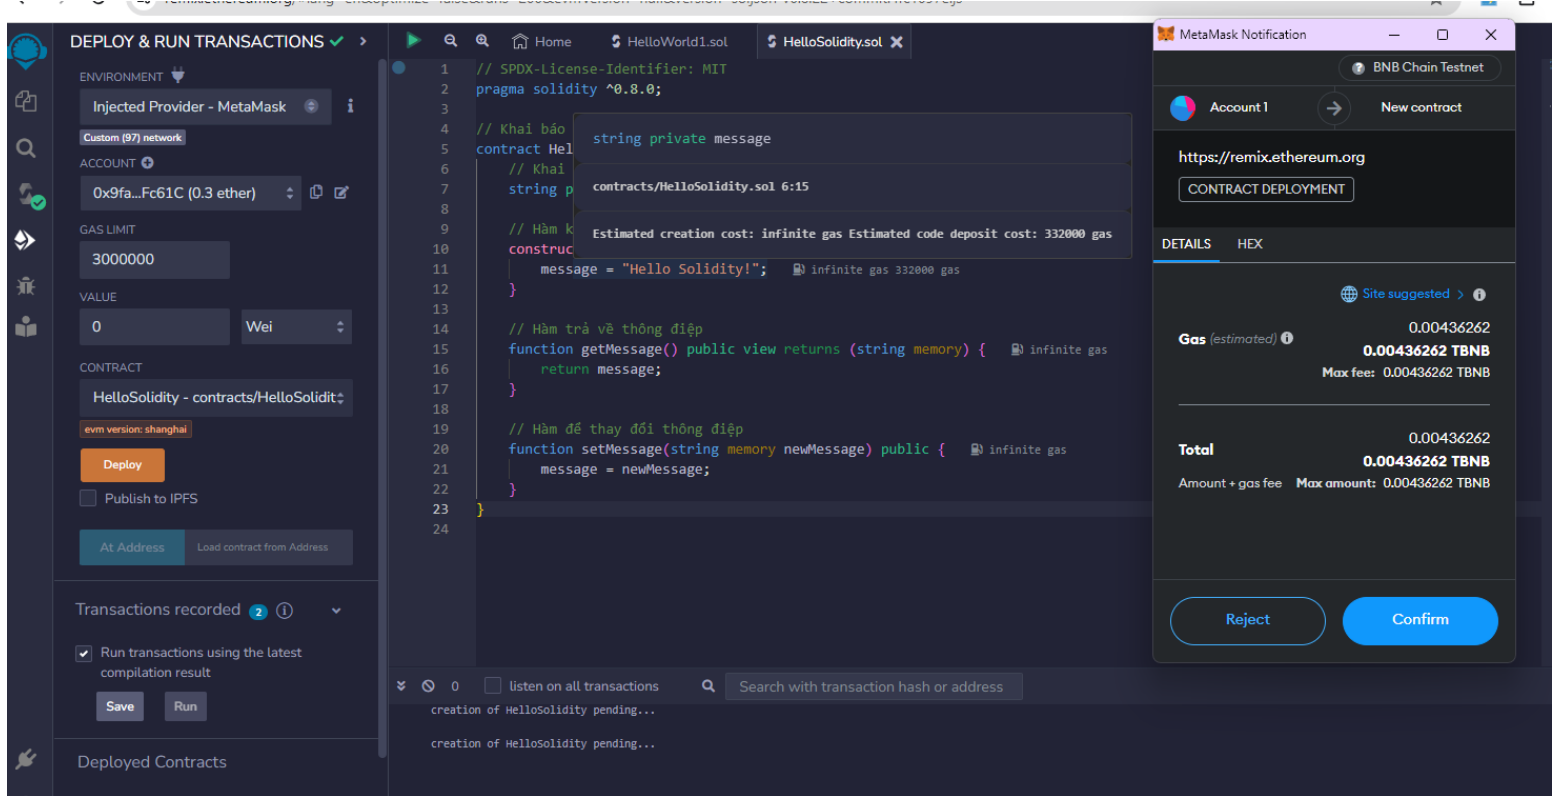 DEPLOY & RUN TRANSACTIONS
ENVIRONMENT
Injected Provider - MetaMask
Custom (97) network
ACCOUNT
0x9fa...Fc61C (0.3 ether)
GAS LIMIT
3000000
VALUE
0
Wei
CONTRACT
HelloSolidity - contracts/HelloSolidit
evm version: shanghai
Deploy
Publish to IPFS
At Address
Load contract from Address
Transactions recorded 2
Run transactions using the latest
compilation result
Save
Run
Deployed Contracts
Home
HelloWorld1.sol
HelloSolidity.sol
1 // SPDX-License-Identifier: MIT
2 pragma solidity ^0.8.0;
3
4 // Khai báo
5 contract Hel
6 // Khai
7 string p
8
9 // Hàm k
10 construc
11 message = "Hello Solidity!"; infinite gas 332000 gas
12 }
13
14 // Hàm trả về thông điệp
15 function getMessage() public view returns (string memory) { infinite gas
16 return message;
17 }
18
19 // Hàm để thay đổi thông điệp
20 function setMessage(string memory newMessage) public { infinite gas
21 message = newMessage;
22 }
23 }
24
string private message
contracts/HelloSolidity.sol 6:15
Estimated creation cost: infinite gas Estimated code deposit cost: 332000 gas
0
listen on all transactions
Search with transaction hash or address
creation of HelloSolidity pending...
creation of HelloSolidity pending...
MetaMask Notification
BNB Chain Testnet
Account 1
New contract
https://remix.ethereum.org
CONTRACT DEPLOYMENT
DETAILS
HEX
Site suggested >
0.00436262
Gas (estimated) 0.00436262 TBNB
Max fee: 0.00436262 TBNB
0.00436262
Total 0.00436262 TBNB
Amount + gas fee Max amount: 0.00436262 TBNB
Reject
Confirm